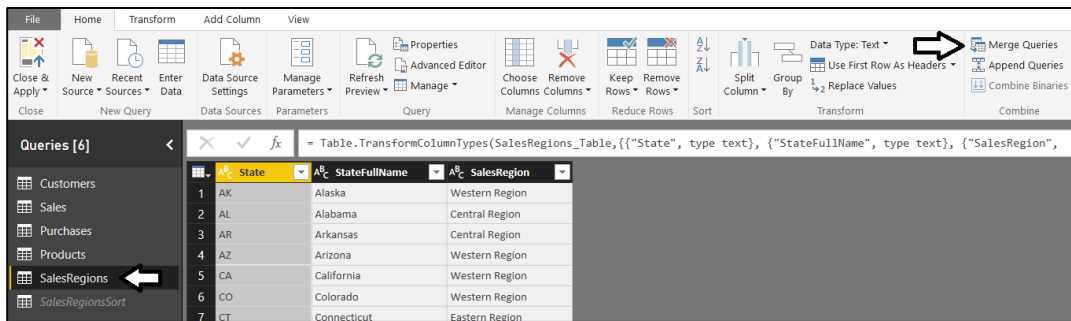 File Home Transform Add Column View
Close & Apply
New Source
Recent Sources
Enter Data
Data Source Settings
Manage Parameters
Refresh Preview
Properties
Advanced Editor
Manage
Choose Columns
Remove Columns
Keep Rows
Remove Rows
Split Column
Group By
Data Type: Text
Use First Row As Headers
Replace Values
Merge Queries
Append Queries
Combine Binaries
Close New Query Data Sources Parameters Query Manage Columns Reduce Rows Sort Transform Combine
Queries [6]
Customers
Sales
Purchases
Products
SalesRegions
SalesRegionsSort
fx = Table.TransformColumnTypes(SalesRegions_Table,{{"State", type text}, {"StateFullName", type text}, {"SalesRegion",
State StateFullName SalesRegion
1 AK Alaska Western Region
2 AL Alabama Central Region
3 AR Arkansas Central Region
4 AZ Arizona Western Region
5 CA California Western Region
6 CO Colorado Western Region
7 CT Connecticut Eastern Region